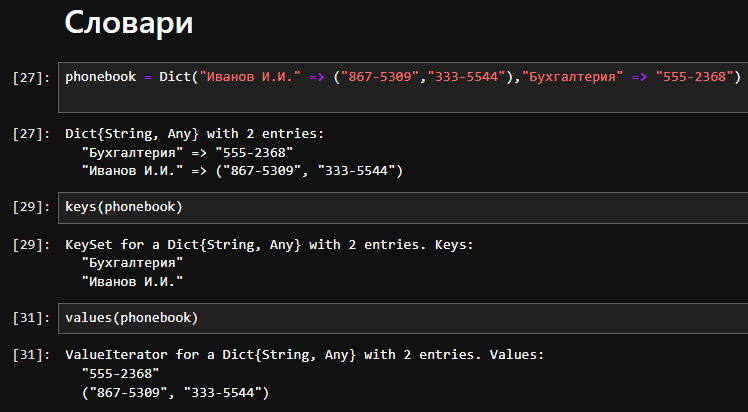 Словари
[27]: phonebook = Dict("Иванов И.И." => ("867-5309","333-5544"),"Бухгалтерия" => "555-2368")
[27]: Dict{String, Any} with 2 entries:
"Бухгалтерия" => "555-2368"
"Иванов И.И." => ("867-5309", "333-5544")
[29]: keys(phonebook)
[29]: KeySet for a Dict{String, Any} with 2 entries. Keys:
"Бухгалтерия"
"Иванов И.И."
[31]: values(phonebook)
[31]: ValueIterator for a Dict{String, Any} with 2 entries. Values:
"555-2368"
("867-5309", "333-5544")